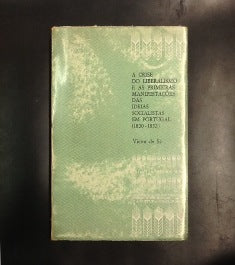 A CRISE
DO LIBERALISMO
E AS PRIMEIRAS
MANIFESTAÇÕES
DAS
IDEIAS
SOCIALISTAS
EM PORTUGAL
(1820-1852)
Victor de Sá